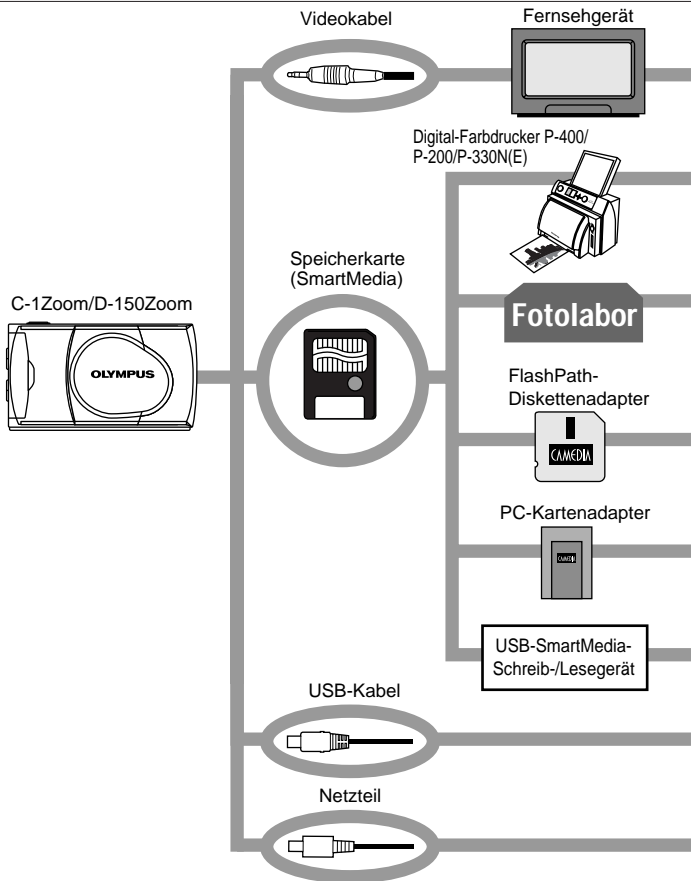 Videokabel
Fernsehgerät
Digital-Farbdrucker P-400/
P-200/P-330N(E)
Speicherkarte
(SmartMedia)
C-1Zoom/D-150Zoom
OLYMPUS
Fotolabor
FlashPath-
Diskettenadapter
CAMEDIA
PC-Kartenadapter
CAMEDIA
USB-SmartMedia-
Schreib-/Lesegerät
USB-Kabel
Netzteil